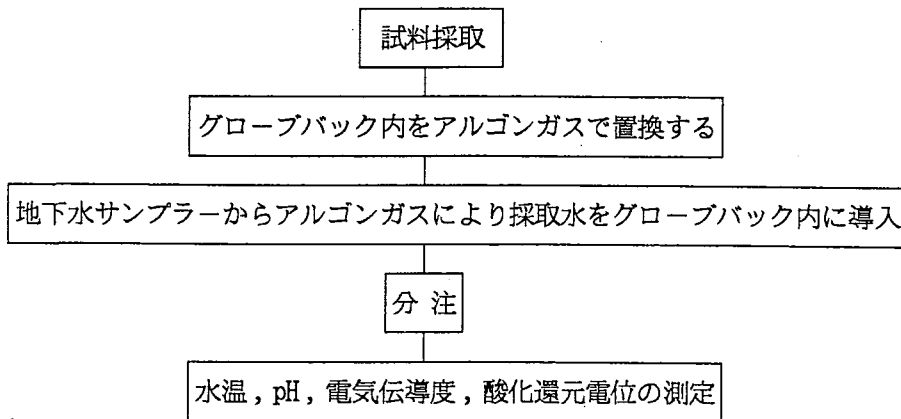 試料採取
グローブバック内をアルゴンガスで置換する
地下水サンプラーからアルゴンガスにより採取水をグローブバック内に導入
分 注
水温，pH，電気伝導度，酸化還元電位の測定